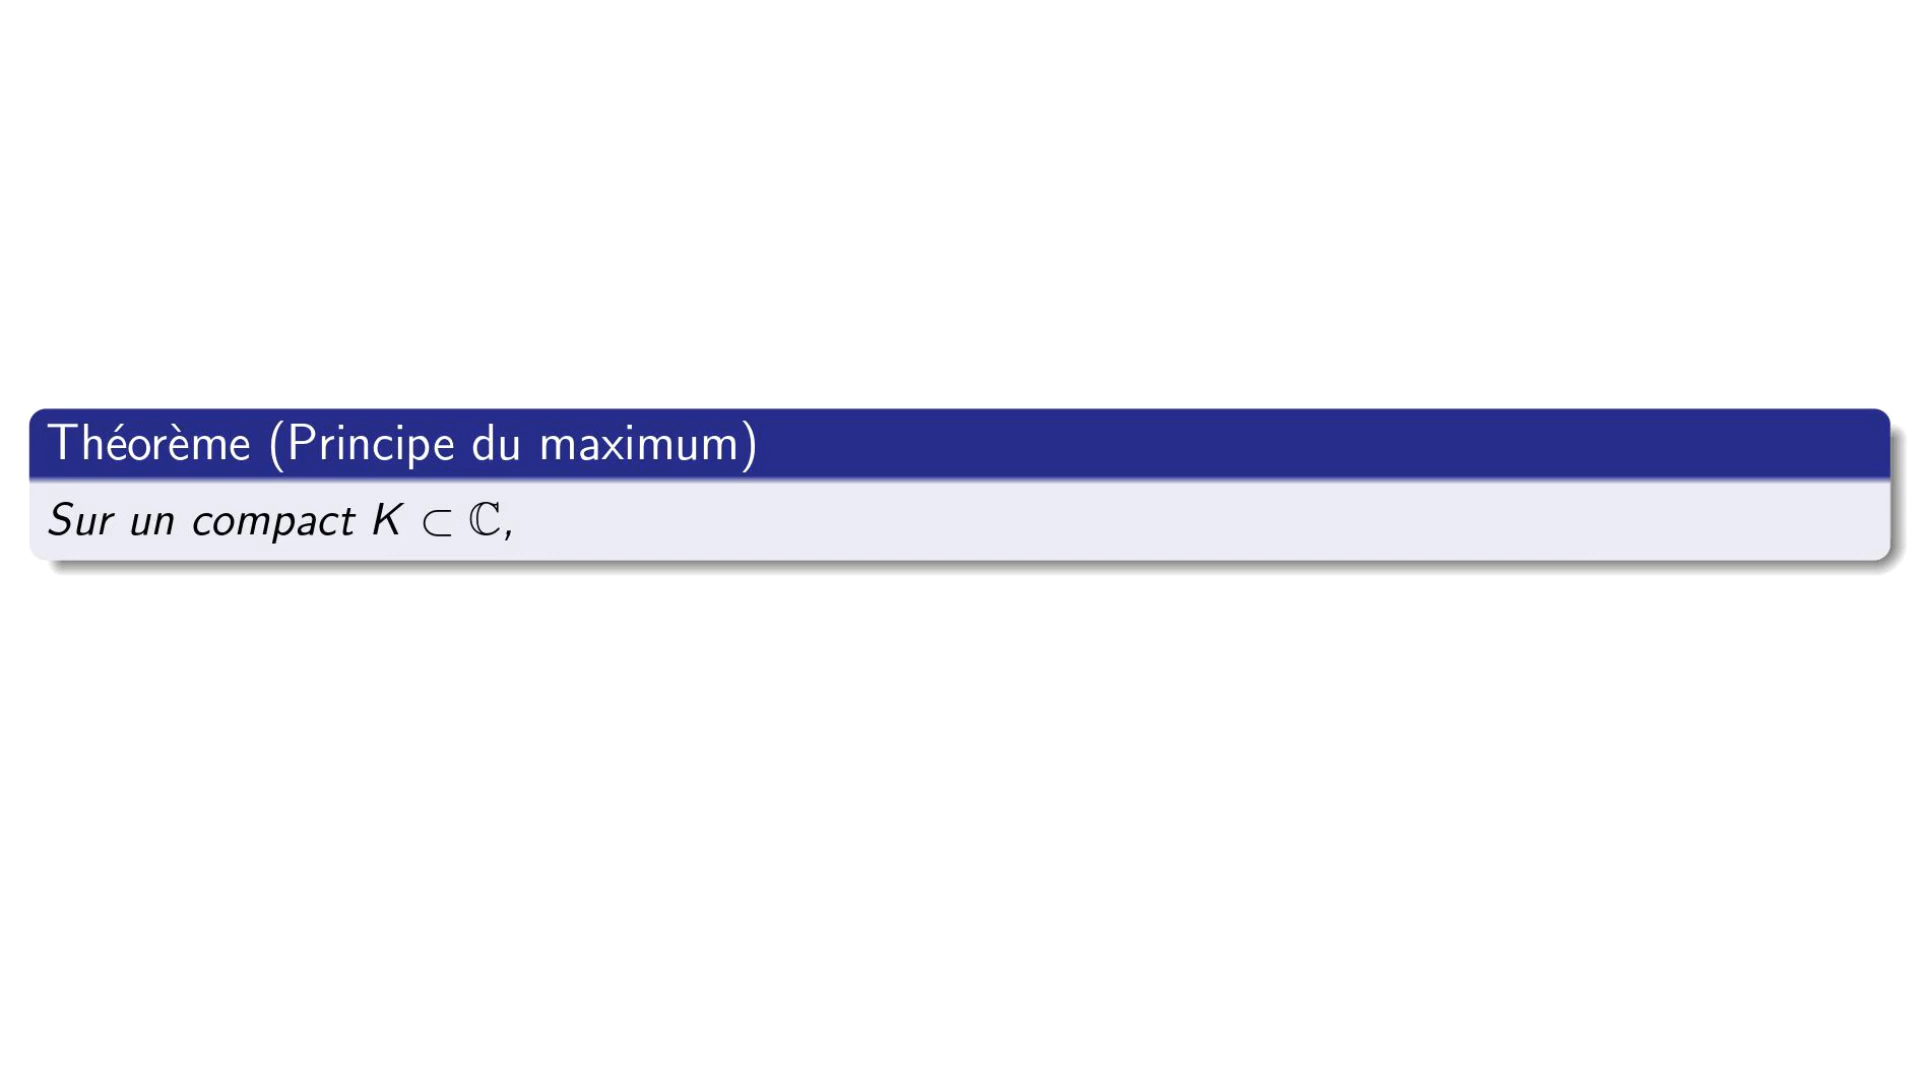 Théorème (Principe du maximum)
Sur un compact K ⊂ ℂ,